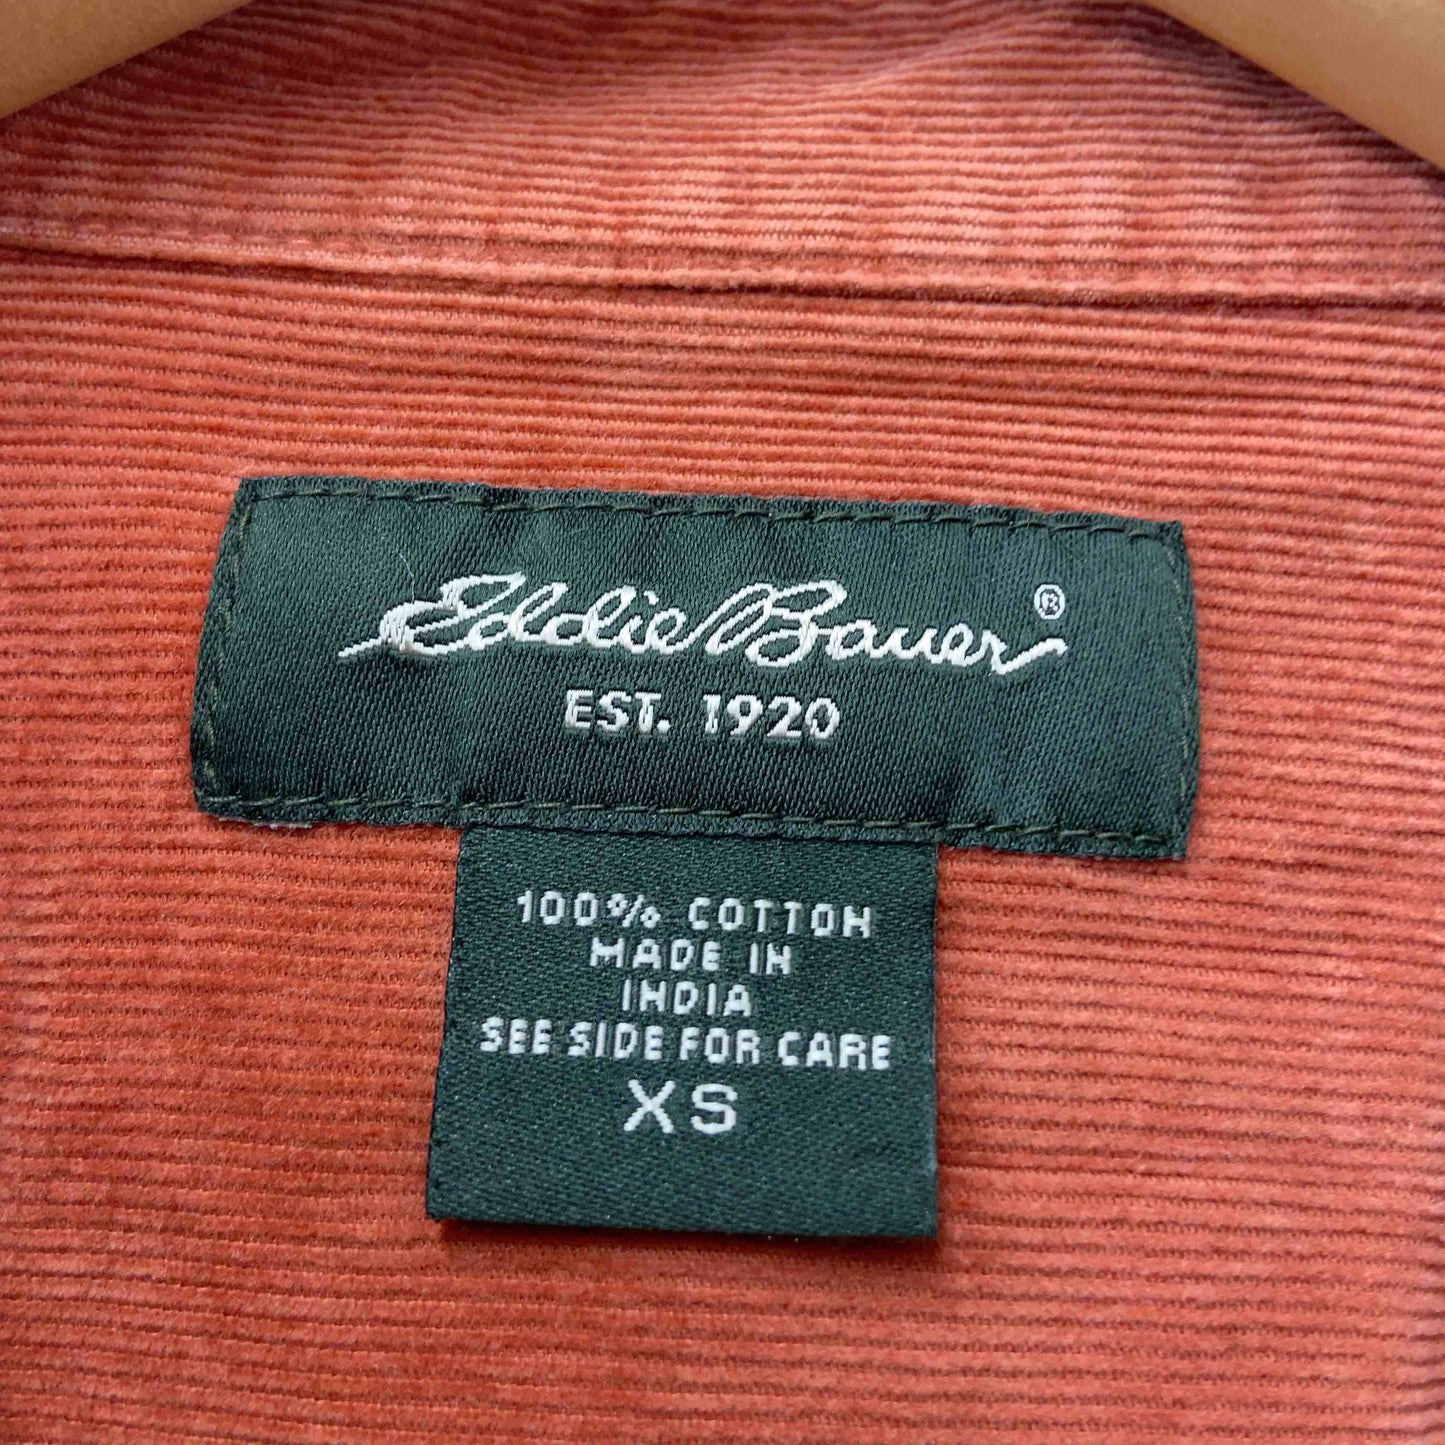 Eddie Bauer®
EST. 1920
100% COTTON
MADE IN
INDIA
SEE SIDE FOR CARE
XS